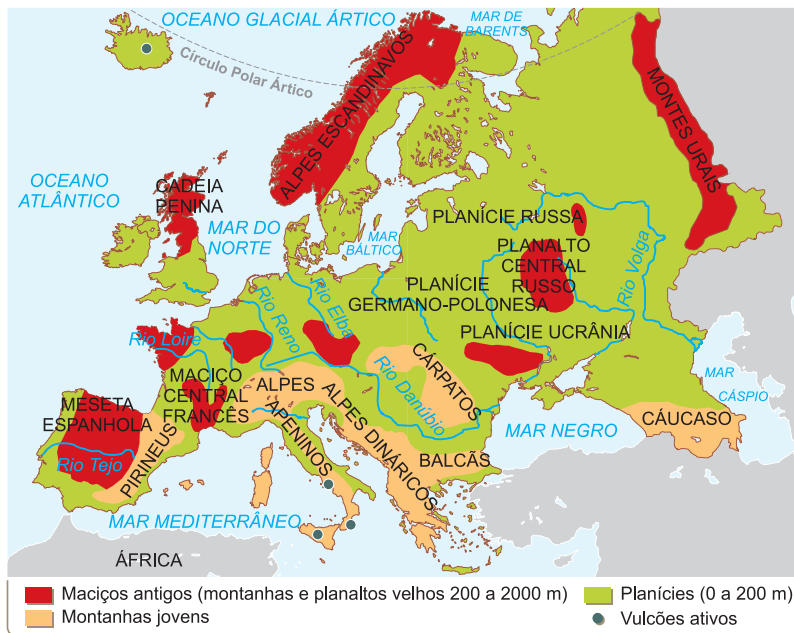 OCEANO GLACIAL ÁRTICO
MAR DE
BARENTS
Círculo Polar Ártico
ALPES ESCANDINAVOS
MONTES URAIS
OCEANO
ATLÂNTICO
CADEIA
PENINA
MAR DO
NORTE
MAR
BÁLTICO
PLANÍCIE RUSSA
PLANALTO
CENTRAL
RUSSO
Rio Volga
PLANÍCIE
GERMANO-POLONESA
Rio Elba
Rio Reno
Rio Loire
PLANÍCIE UCRÂNIA
MACIÇO
CENTRAL
FRANCÊS
ALPES
CÁRPATOS
Rio Danúbio
MAR
CÁSPIO
MESETA
ESPANHOLA
PIRINEUS
Rio Tejo
APENINOS
ALPES DINÁRICOS
BALCÃS
MAR NEGRO
CÁUCASO
MAR MEDITERRÂNEO
ÁFRICA
Maciços antigos (montanhas e planaltos velhos 200 a 2000 m)
Planícies (0 a 200 m)
Montanhas jovens
Vulcões ativos